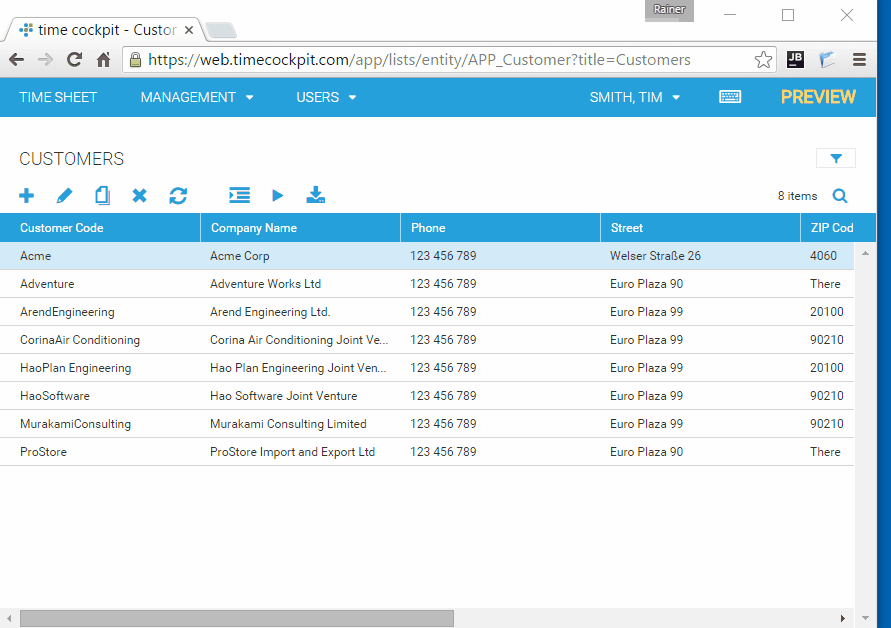 Rainer
time cockpit - Custor
https://web.timecockpit.com/app/lists/entity/APP_Customer?title=Customers
JB
TIME SHEET MANAGEMENT USERS SMITH, TIM PREVIEW
CUSTOMERS
8 items
Customer Code Company Name Phone Street ZIP Cod
Acme Acme Corp 123 456 789 Welser Straße 26 4060
Adventure Adventure Works Ltd 123 456 789 Euro Plaza 90 There
ArendEngineering Arend Engineering Ltd. 123 456 789 Euro Plaza 99 20100
CorinaAir Conditioning Corina Air Conditioning Joint Ve... 123 456 789 Euro Plaza 99 90210
HaoPlan Engineering Hao Plan Engineering Joint Ven... 123 456 789 Euro Plaza 99 20100
HaoSoftware Hao Software Joint Venture 123 456 789 Euro Plaza 99 90210
MurakamiConsulting Murakami Consulting Limited 123 456 789 Euro Plaza 99 90210
ProStore ProStore Import and Export Ltd 123 456 789 Euro Plaza 90 There